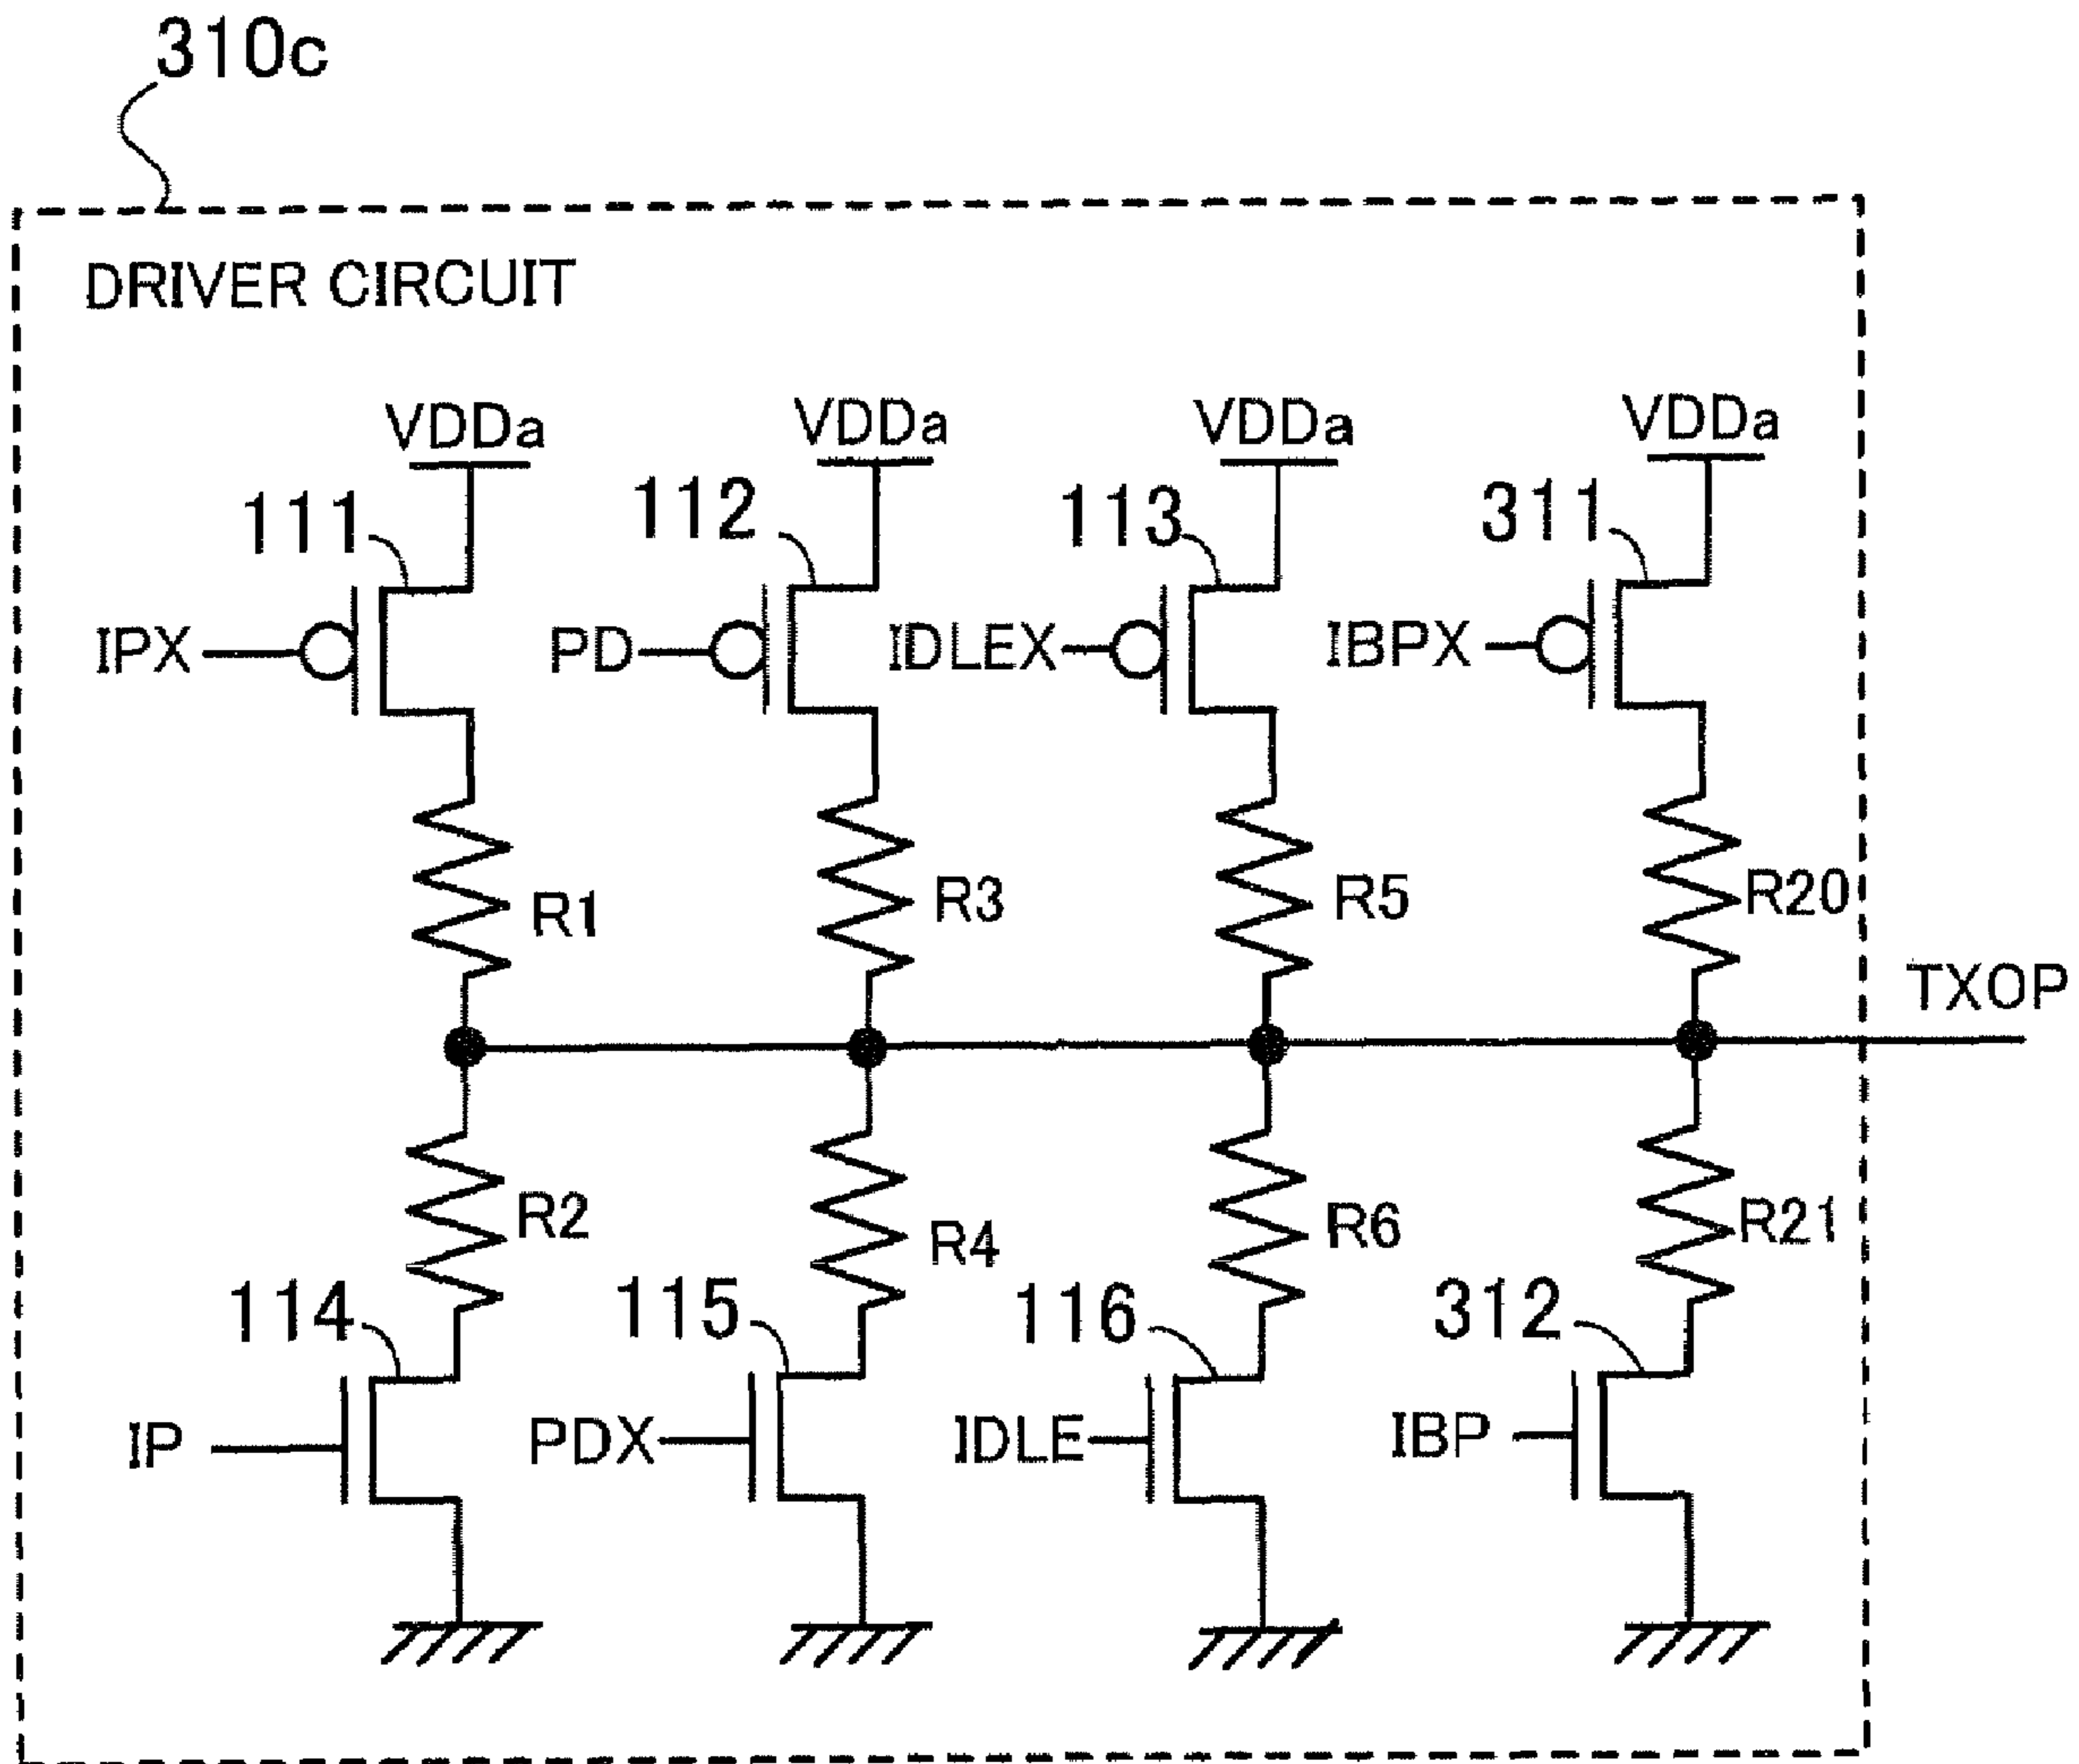 310c
DRIVER CIRCUIT
VDDa VDDa VDDa VDDa
111 112 113 311
IPX PD IDLEX IBPX
R1 R3 R5 R20
TXOP
R2 R4 R6 R21
114 115 116 312
IP PDX IDLE IBP